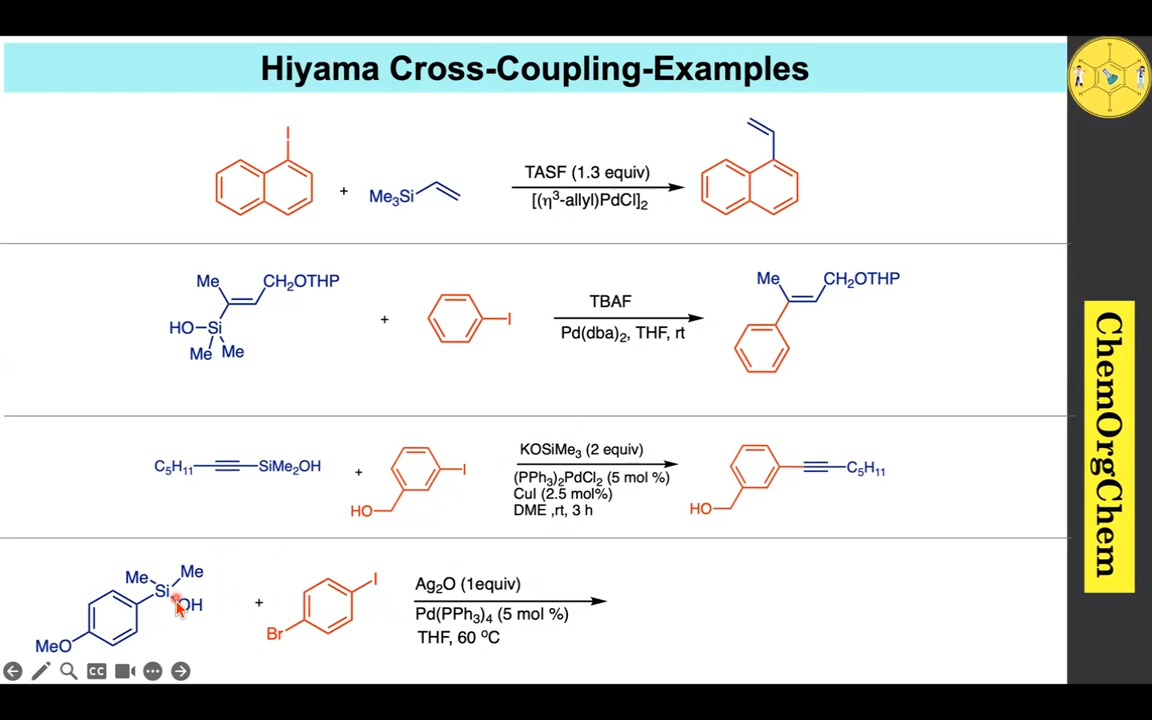 Hiyama Cross-Coupling-Examples
I
+
Me₃Si
TASF (1.3 equiv)
[(η³-allyl)PdCl]₂
Me
CH₂OTHP
HO–Si
Me Me
+
I
TBAF
Pd(dba)₂, THF, rt
Me
CH₂OTHP
C₅H₁₁
SiMe₂OH
+
I
HO
KOSiMe₃ (2 equiv)
(PPh₃)₂PdCl₂ (5 mol %)
CuI (2.5 mol%)
DME ,rt, 3 h
C₅H₁₁
HO
Me
Me
Si
OH
MeO
+
I
Br
Ag₂O (1equiv)
Pd(PPh₃)₄ (5 mol %)
THF, 60 ºC
CC
ChemOrgChem